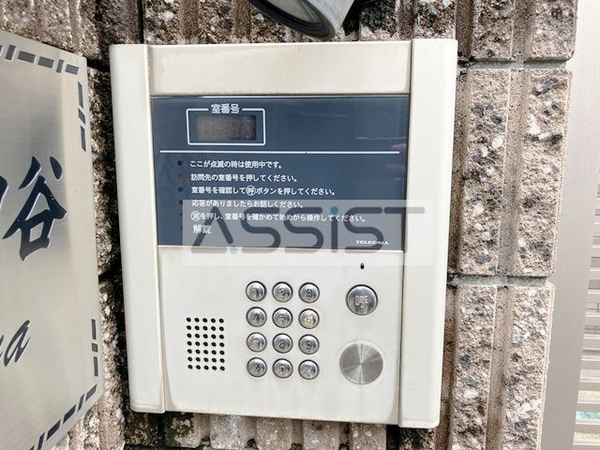 室番号
ここが点滅の時は使用中です。
訪問先の室番号を押してください。
室番号を確認して呼ボタンを押してください。
応答がありましたらお話しください。
を押し、室番号を確かめて始めから操作してください。
解錠
ASSIST
TELECALL
谷